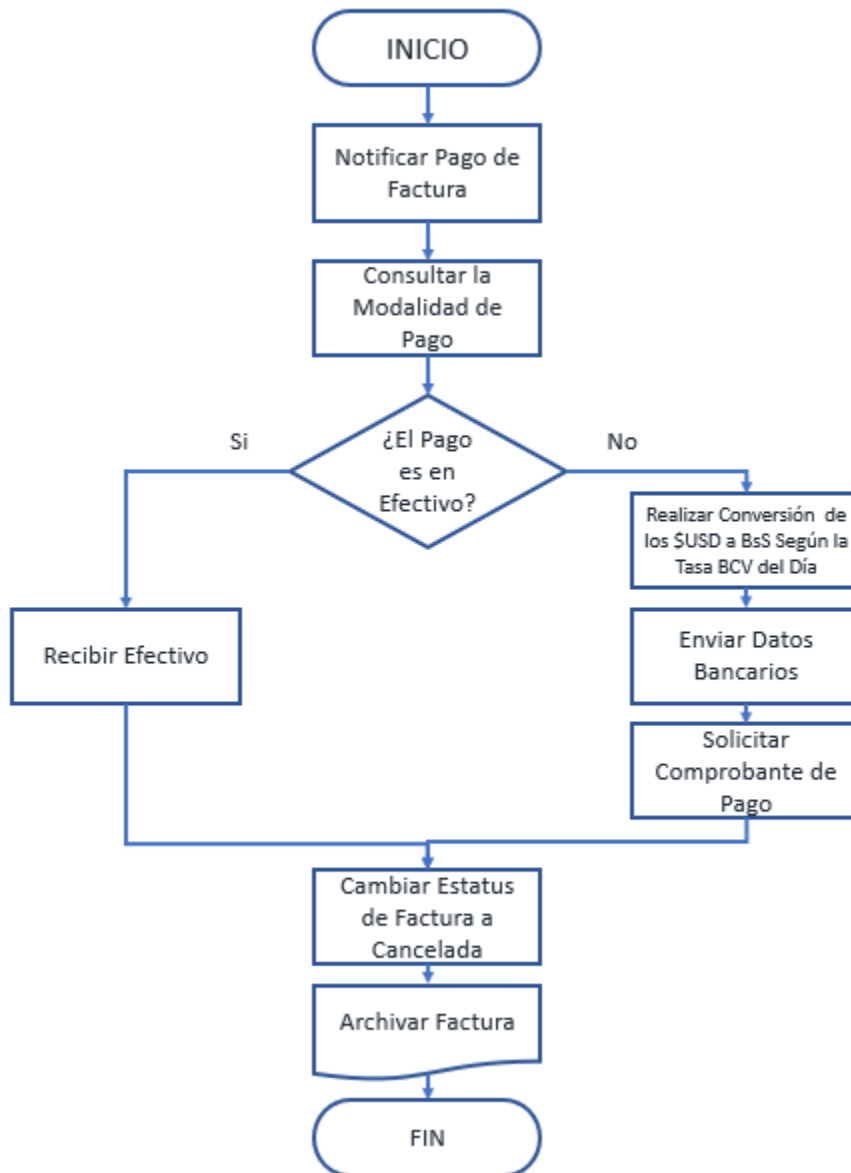 INICIO
Notificar Pago de
Factura
Consultar la
Modalidad de
Pago
Si
¿El Pago
es en
Efectivo?
No
Realizar Conversión de
los $USD a BsS Según la
Tasa BCV del Día
Recibir Efectivo
Enviar Datos
Bancarios
Solicitar
Comprobante de
Pago
Cambiar Estatus
de Factura a
Cancelada
Archivar Factura
FIN